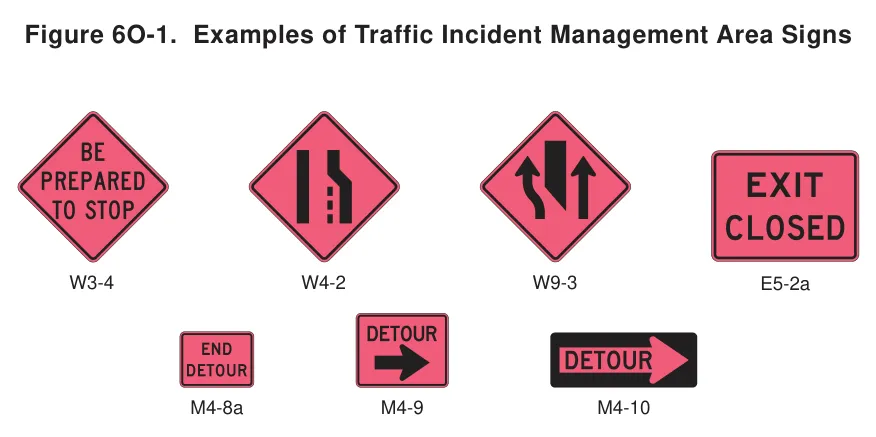 Figure 6O-1.  Examples of Traffic Incident Management Area Signs
BE
PREPARED
TO STOP
W3-4
W4-2
W9-3
EXIT
CLOSED
E5-2a
END
DETOUR
M4-8a
DETOUR
M4-9
DETOUR
M4-10